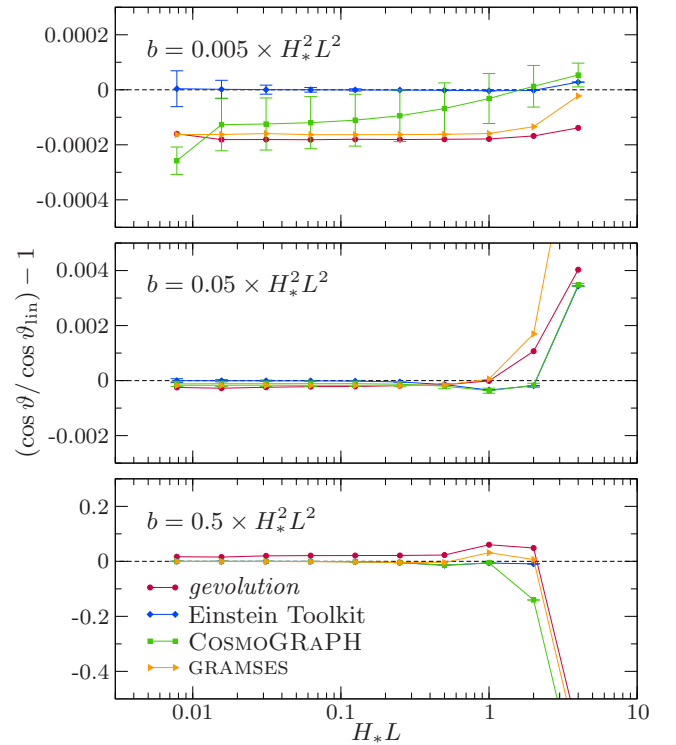 0.0002
b = 0.005 × H∗²L²
0
-0.0002
-0.0004
0.004
b = 0.05 × H∗²L²
0.002
0
-0.002
(cos ϑ / cos ϑlin) − 1
0.2
b = 0.5 × H∗²L²
0
gevolution
-0.2
Einstein Toolkit
COSMOGRAPH
-0.4
GRAMSES
0.01 0.1 1 10
H∗L